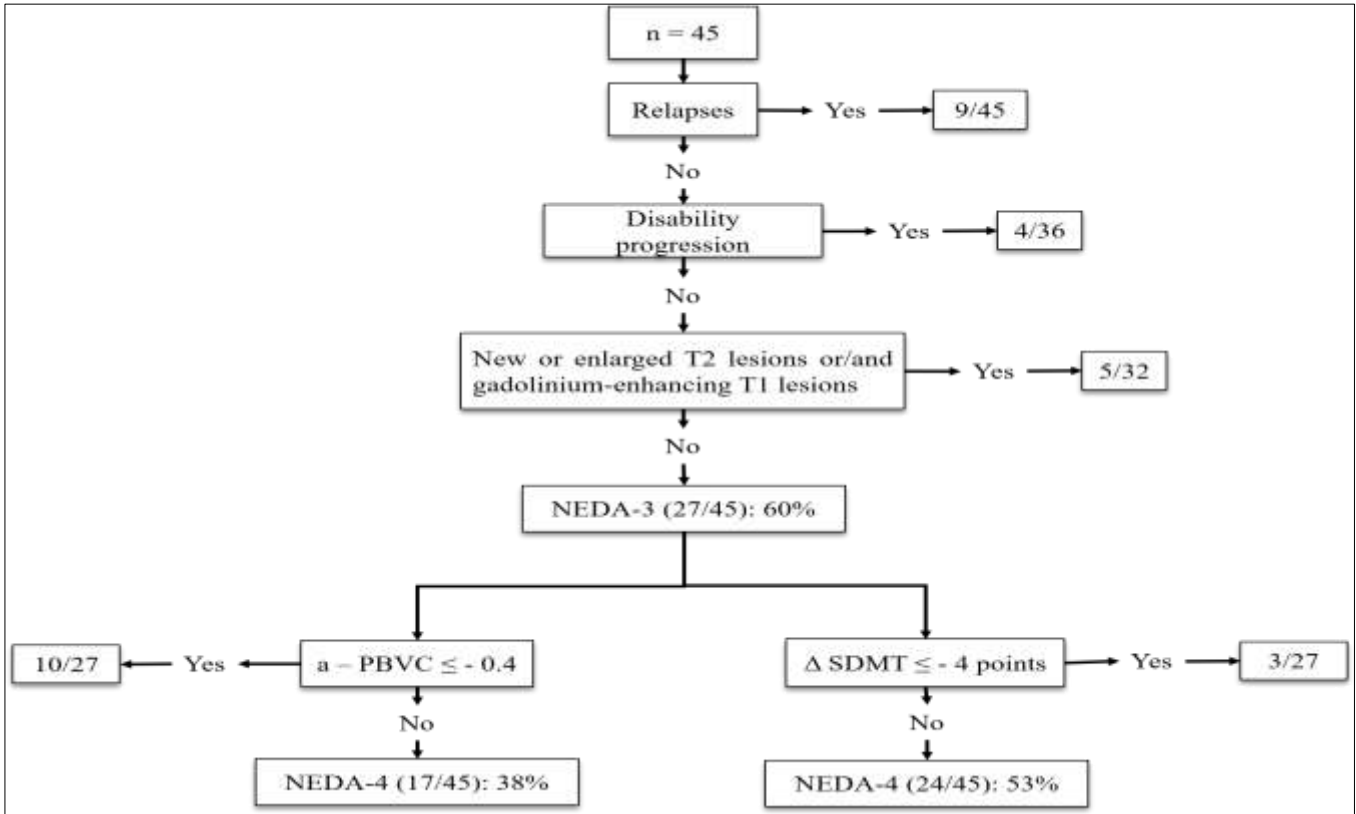 n = 45
Relapses
Yes
9/45
No
Disability
progression
Yes
4/36
No
New or enlarged T2 lesions or/and
gadolinium-enhancing T1 lesions
Yes
5/32
No
NEDA-3 (27/45): 60%
10/27
Yes
a – PBVC ≤ - 0.4
Δ SDMT ≤ - 4 points
Yes
3/27
No
No
NEDA-4 (17/45): 38%
NEDA-4 (24/45): 53%